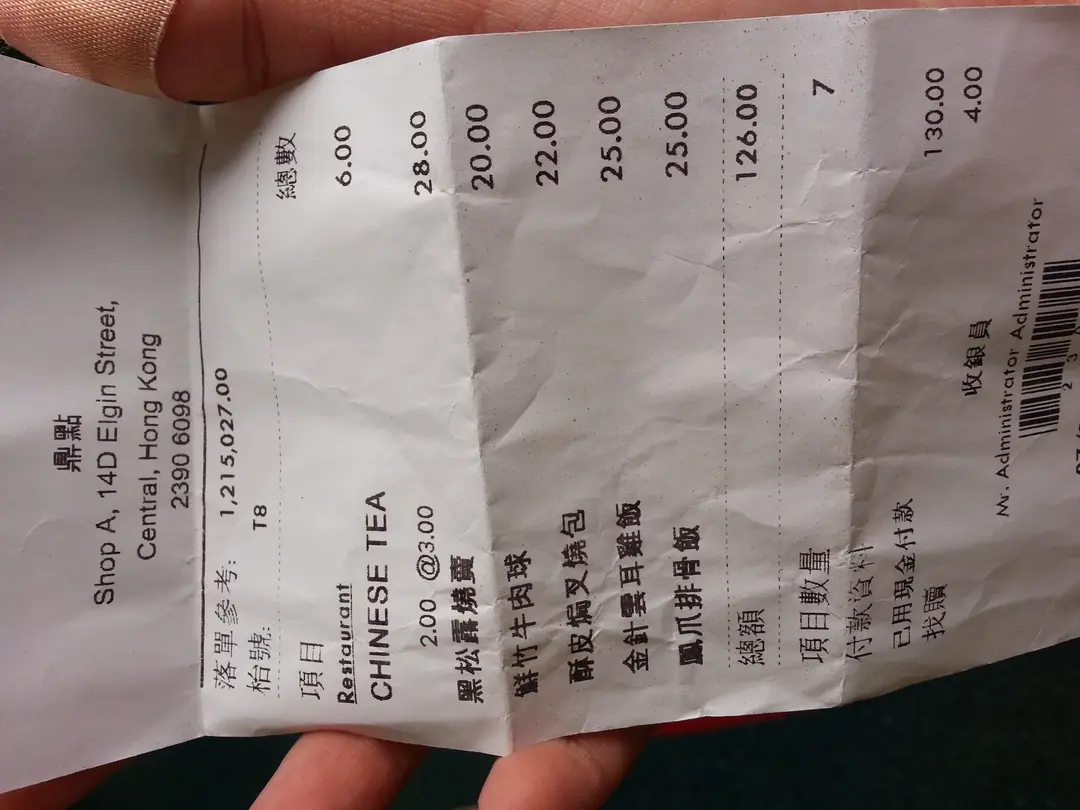 鼎點
Shop A, 14D Elgin Street,
Central, Hong Kong
2390 6098
落單參考: 1,215,027.00
枱號: T8
項目 總數
Restaurant
CHINESE TEA 6.00
2.00 @3.00
黑松露燒賣 28.00
鮮竹牛肉球 20.00
酥皮焗叉燒包 22.00
金針雲耳雞飯 25.00
鳳爪排骨飯 25.00
總額 126.00
項目數量 7
付款資料
已用現金付款 130.00
找贖 4.00
收銀員
Mr. Administrator Administrator